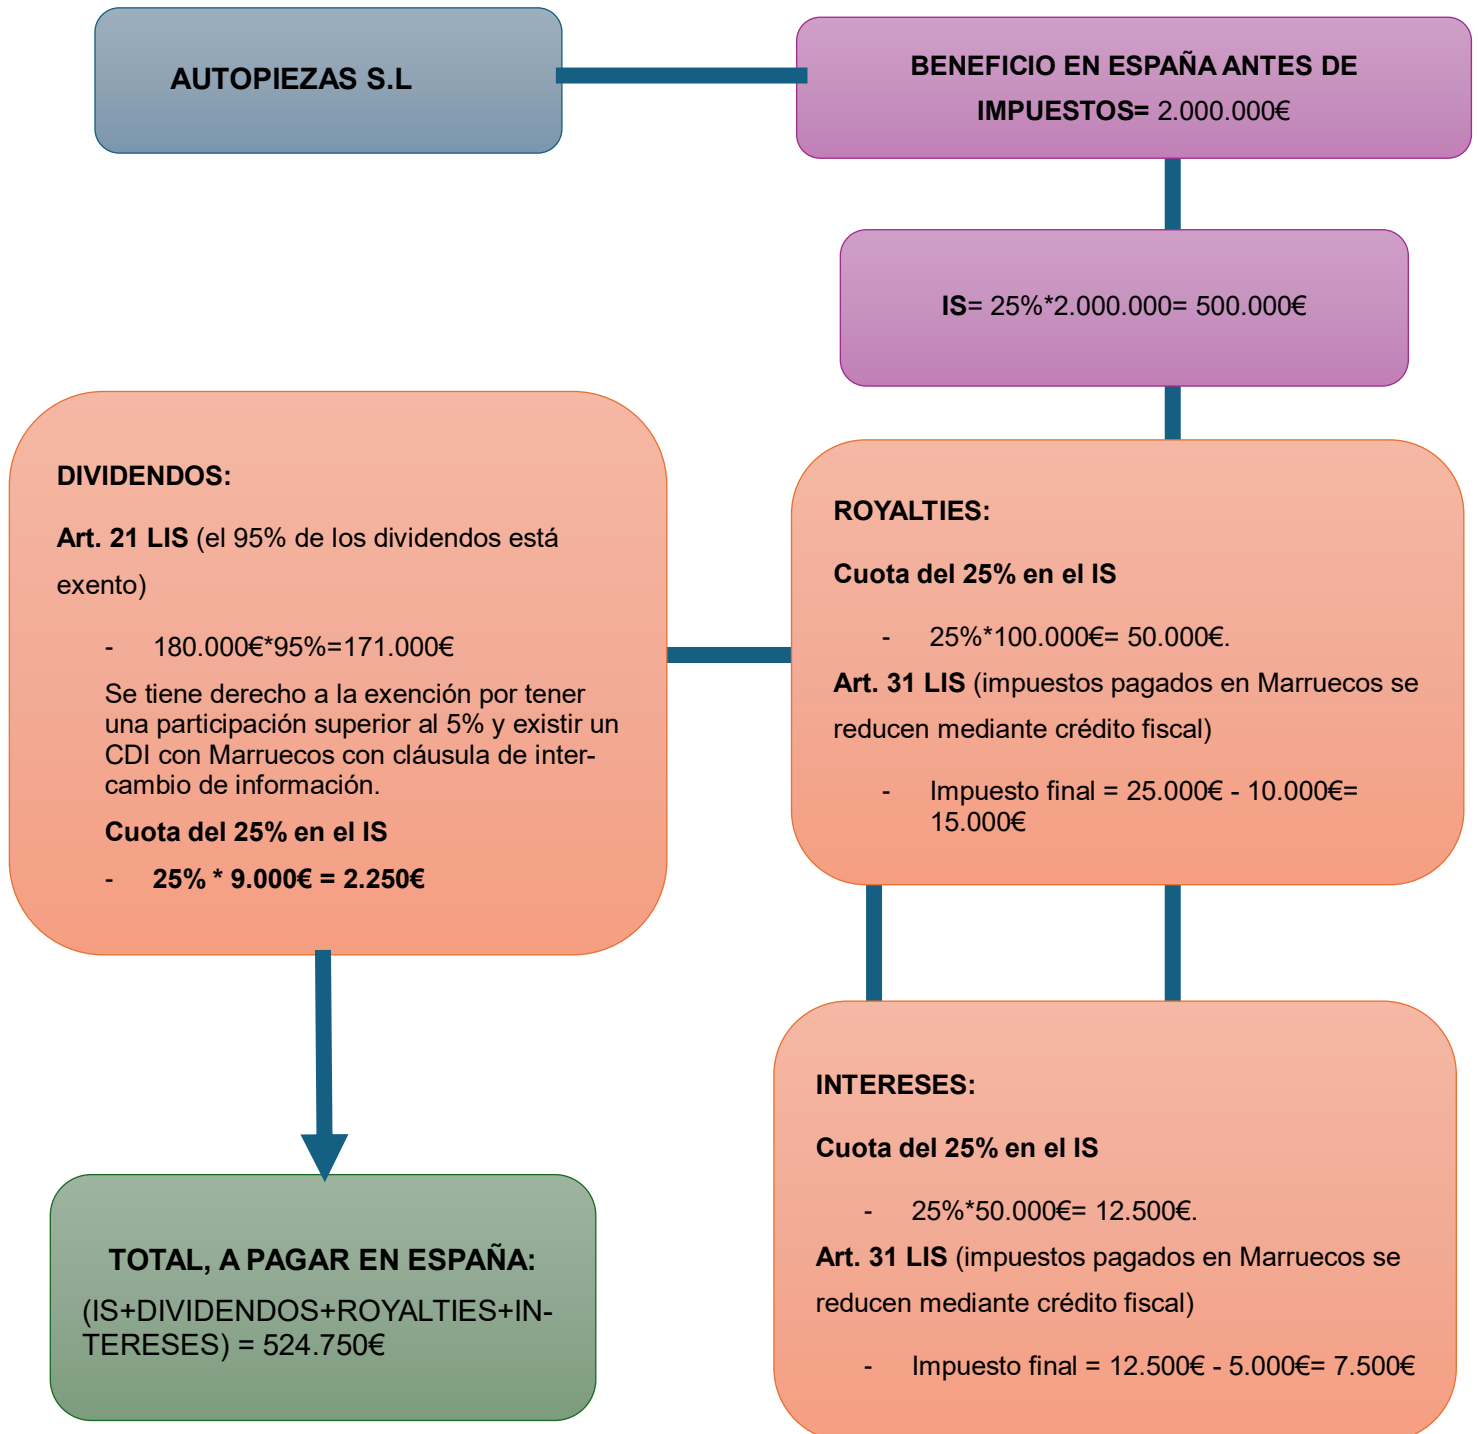 AUTOPIEZAS S.L
BENEFICIO EN ESPAÑA ANTES DE
IMPUESTOS= 2.000.000€
IS= 25%*2.000.000= 500.000€
DIVIDENDOS:
Art. 21 LIS (el 95% de los dividendos está
exento)
- 180.000€*95%=171.000€
Se tiene derecho a la exención por tener
una participación superior al 5% y existir un
CDI con Marruecos con cláusula de inter-
cambio de información.
Cuota del 25% en el IS
- 25% * 9.000€ = 2.250€
ROYALTIES:
Cuota del 25% en el IS
- 25%*100.000€= 50.000€.
Art. 31 LIS (impuestos pagados en Marruecos se
reducen mediante crédito fiscal)
- Impuesto final = 25.000€ - 10.000€=
15.000€
INTERESES:
Cuota del 25% en el IS
- 25%*50.000€= 12.500€.
Art. 31 LIS (impuestos pagados en Marruecos se
reducen mediante crédito fiscal)
- Impuesto final = 12.500€ - 5.000€= 7.500€
TOTAL, A PAGAR EN ESPAÑA:
(IS+DIVIDENDOS+ROYALTIES+IN-
TERESES) = 524.750€